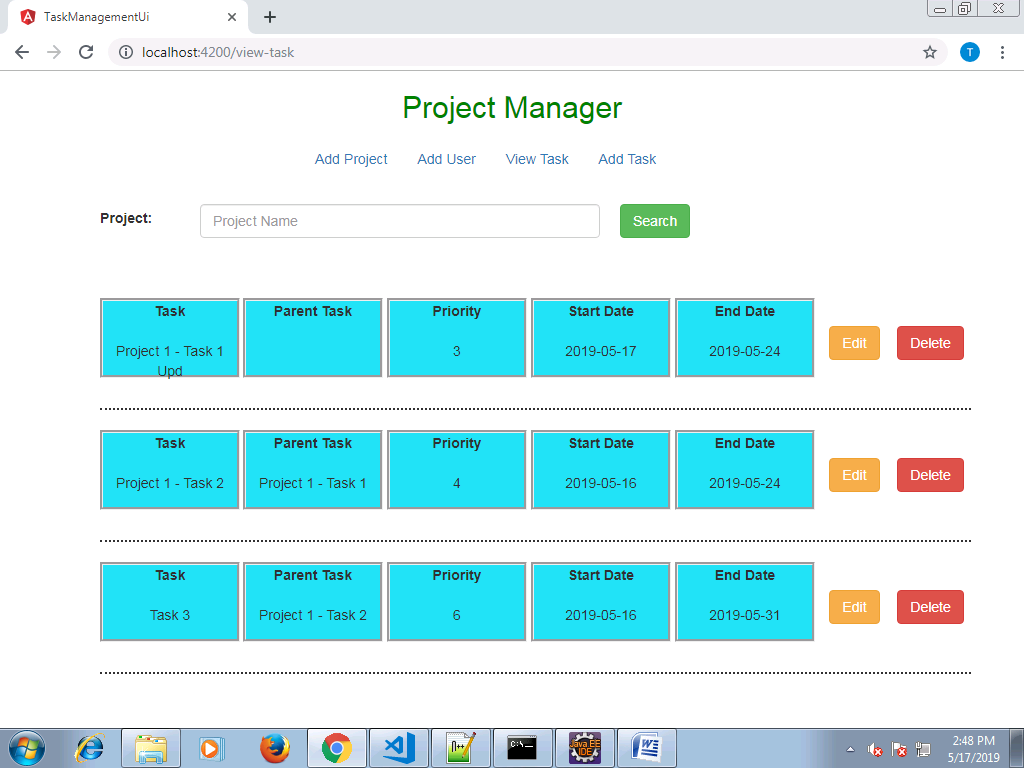 TaskManagementUi
localhost:4200/view-task
T
Project Manager
Add Project Add User View Task Add Task
Project: Project Name Search
Task Parent Task Priority Start Date End Date
Project 1 - Task 1 3 2019-05-17 2019-05-24 Edit Delete
Upd
Task Parent Task Priority Start Date End Date
Project 1 - Task 2 Project 1 - Task 1 4 2019-05-16 2019-05-24 Edit Delete
Task Parent Task Priority Start Date End Date
Task 3 Project 1 - Task 2 6 2019-05-16 2019-05-31 Edit Delete
C:\._
Java EE
IDE
W
2:48 PM
5/17/2019